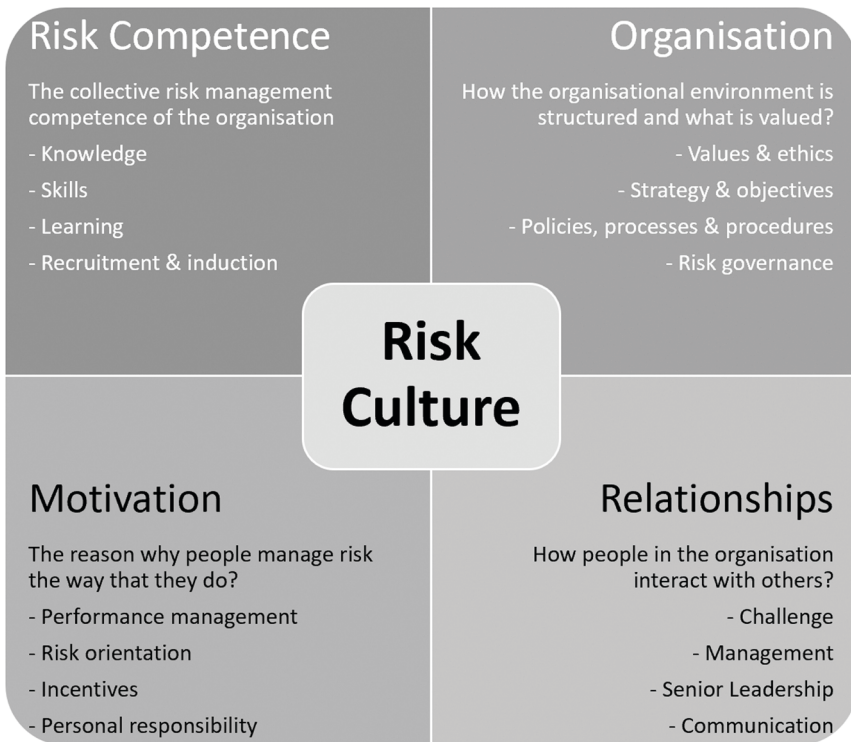 Risk Competence
The collective risk management
competence of the organisation
- Knowledge
- Skills
- Learning
- Recruitment & induction
Organisation
How the organisational environment is
structured and what is valued?
- Values & ethics
- Strategy & objectives
- Policies, processes & procedures
- Risk governance
Risk
Culture
Motivation
The reason why people manage risk
the way that they do?
- Performance management
- Risk orientation
- Incentives
- Personal responsibility
Relationships
How people in the organisation
interact with others?
- Challenge
- Management
- Senior Leadership
- Communication